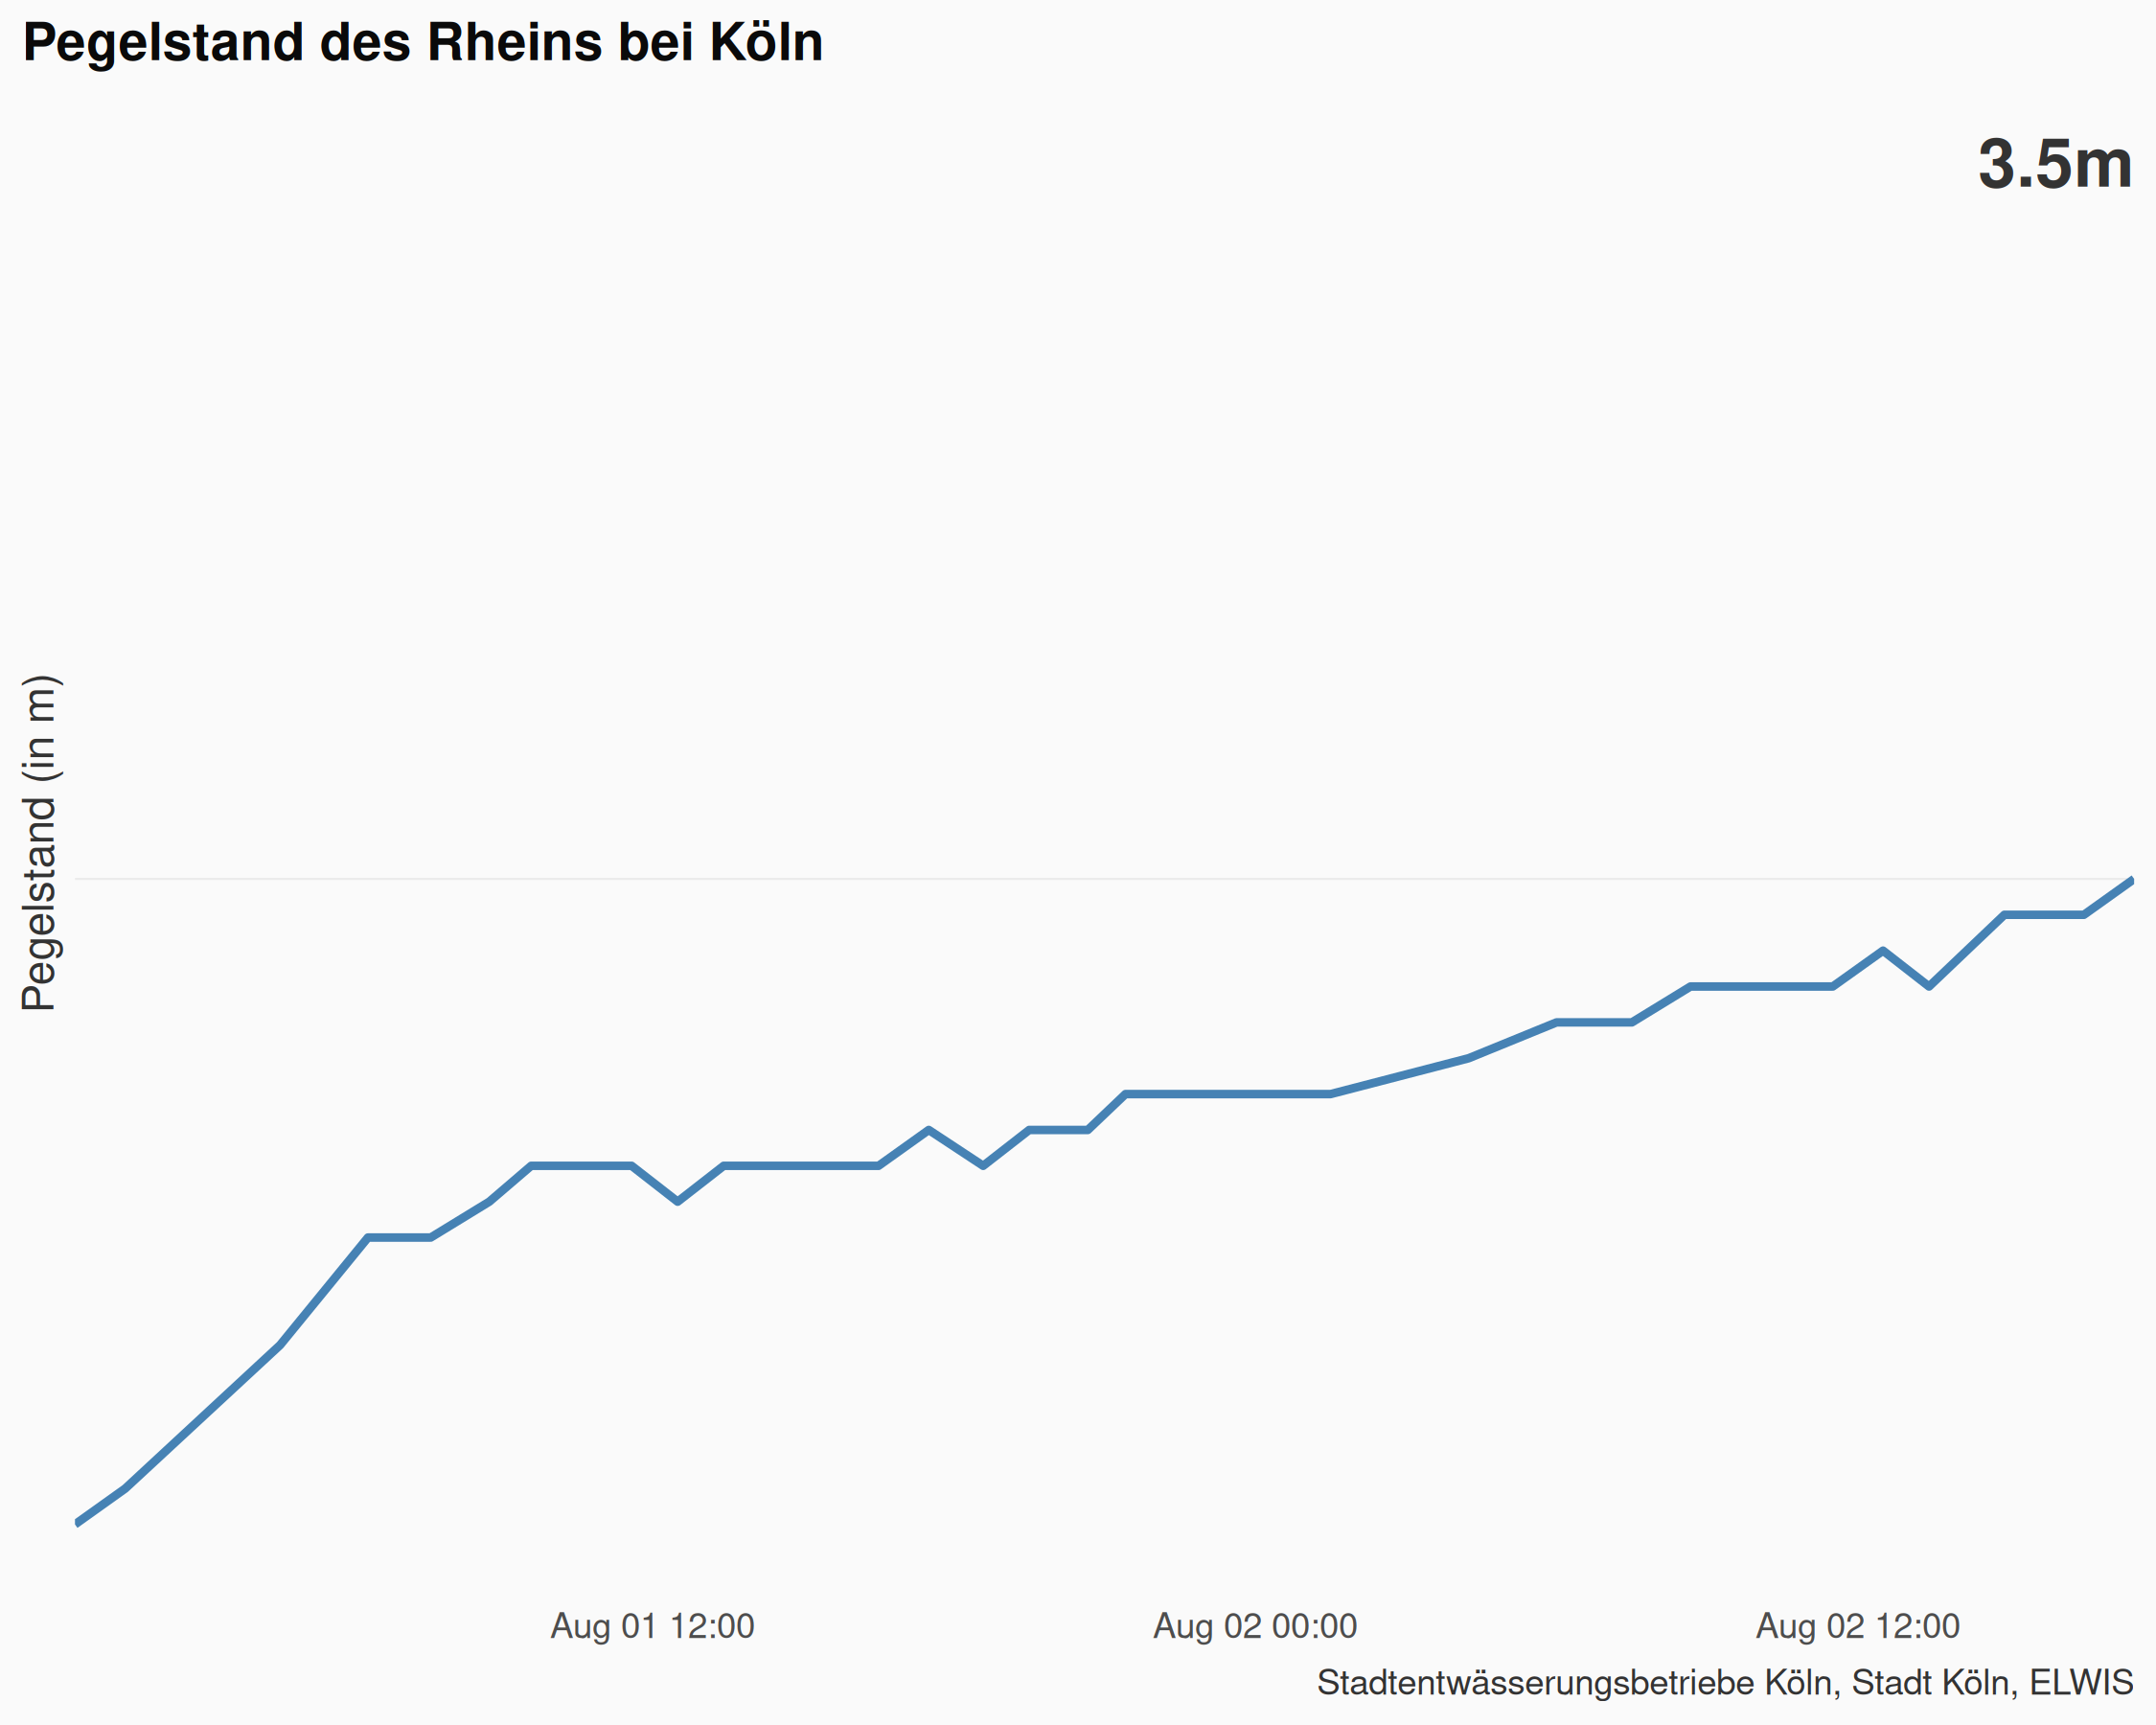 Pegelstand des Rheins bei Köln
3.5m
Pegelstand (in m)
Aug 01 12:00 Aug 02 00:00 Aug 02 12:00
Stadtentwässerungsbetriebe Köln, Stadt Köln, ELWIS